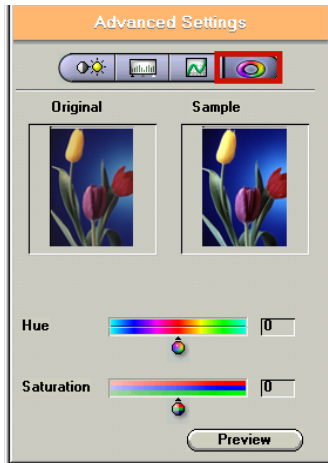 Advanced Settings
Original Sample
Hue 0
Saturation 0
Preview